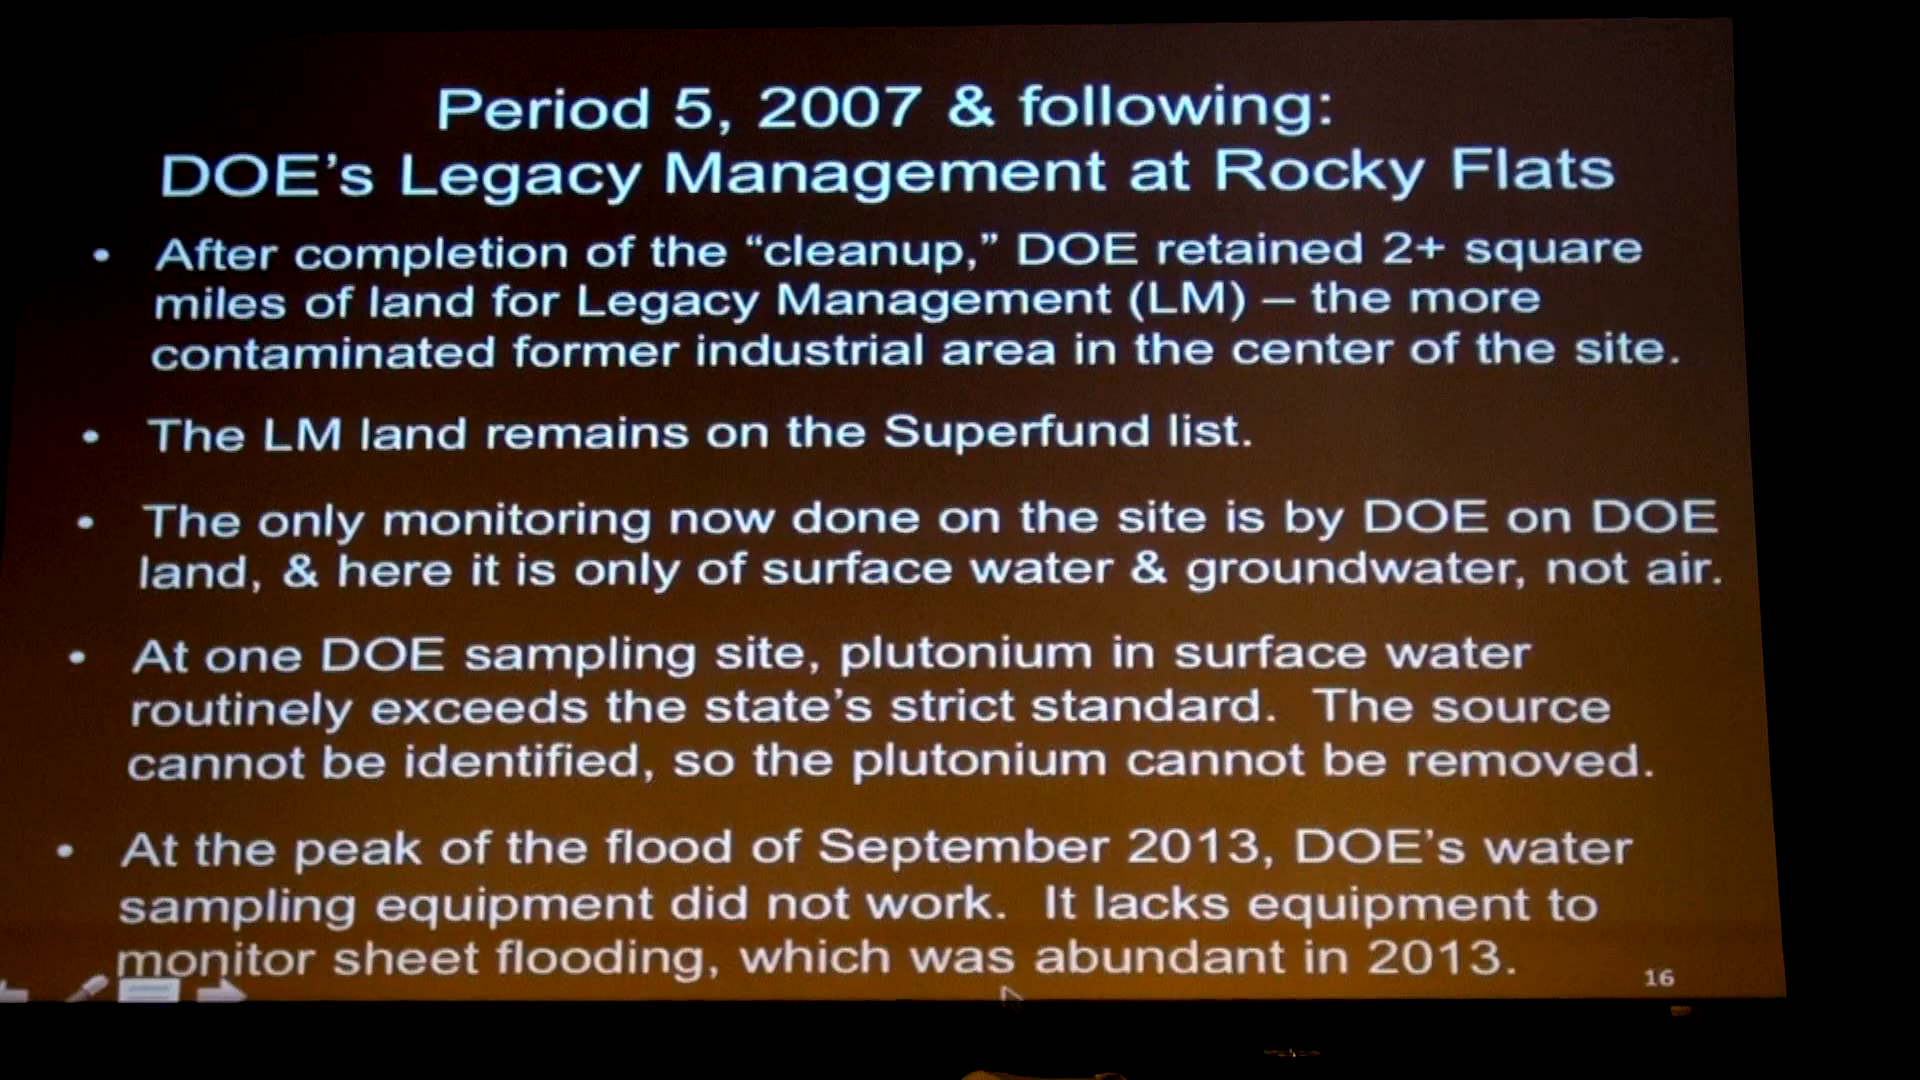 Period 5, 2007 & following:
DOE’s Legacy Management at Rocky Flats
• After completion of the “cleanup,” DOE retained 2+ square
miles of land for Legacy Management (LM) – the more
contaminated former industrial area in the center of the site.
• The LM land remains on the Superfund list.
• The only monitoring now done on the site is by DOE on DOE
land, & here it is only of surface water & groundwater, not air.
• At one DOE sampling site, plutonium in surface water
routinely exceeds the state’s strict standard. The source
cannot be identified, so the plutonium cannot be removed.
• At the peak of the flood of September 2013, DOE’s water
sampling equipment did not work. It lacks equipment to
monitor sheet flooding, which was abundant in 2013.
16